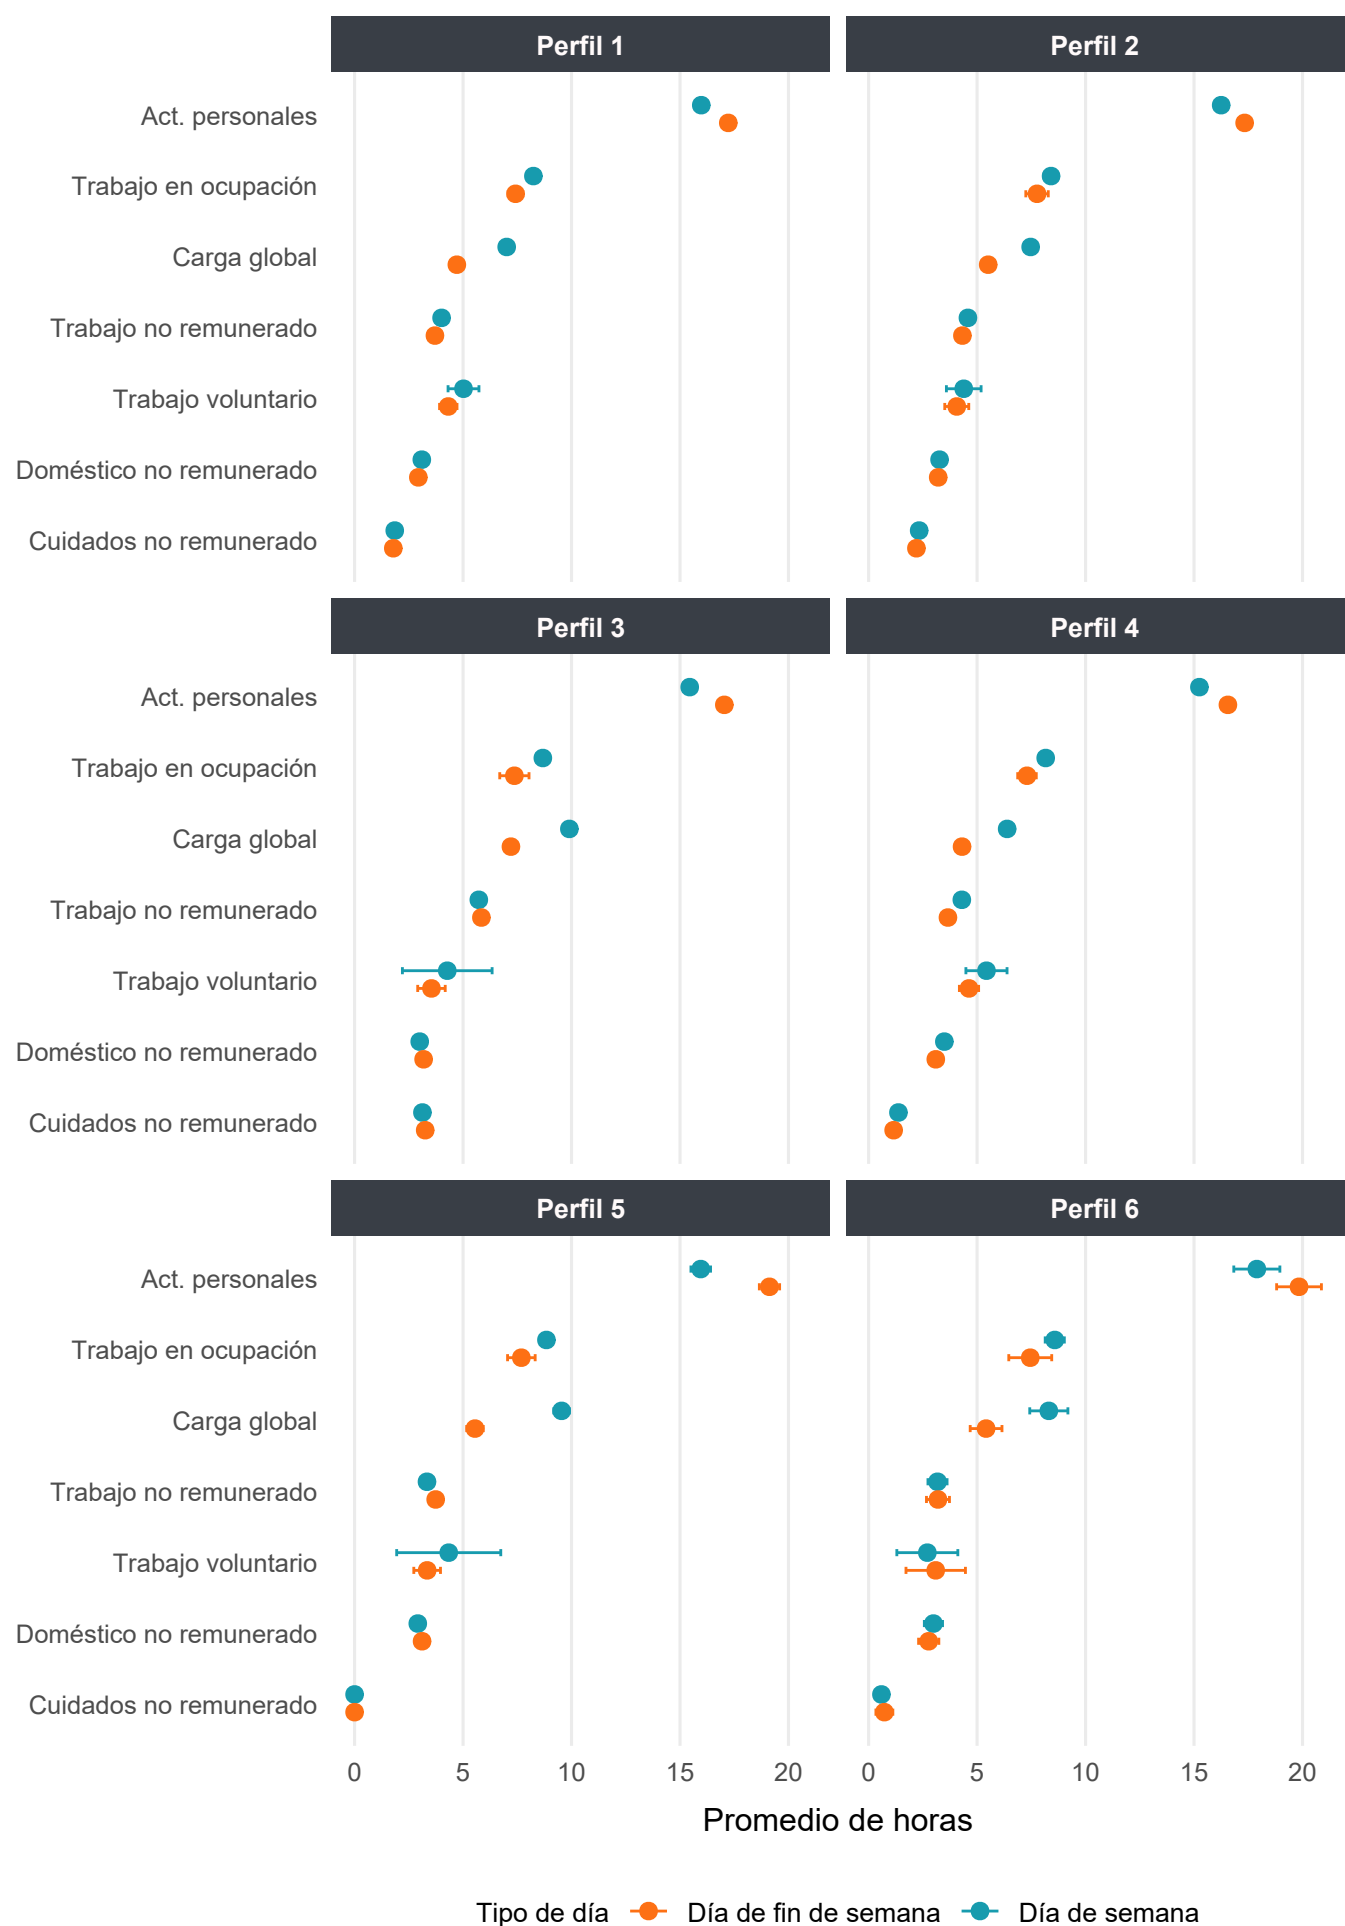 Perfil 1
Perfil 2
Act. personales
Trabajo en ocupación
Carga global
Trabajo no remunerado
Trabajo voluntario
Doméstico no remunerado
Cuidados no remunerado
Perfil 3
Perfil 4
Act. personales
Trabajo en ocupación
Carga global
Trabajo no remunerado
Trabajo voluntario
Doméstico no remunerado
Cuidados no remunerado
Perfil 5
Perfil 6
Act. personales
Trabajo en ocupación
Carga global
Trabajo no remunerado
Trabajo voluntario
Doméstico no remunerado
Cuidados no remunerado
0 5 10 15 20
0 5 10 15 20
Promedio de horas
Tipo de día Día de fin de semana Día de semana